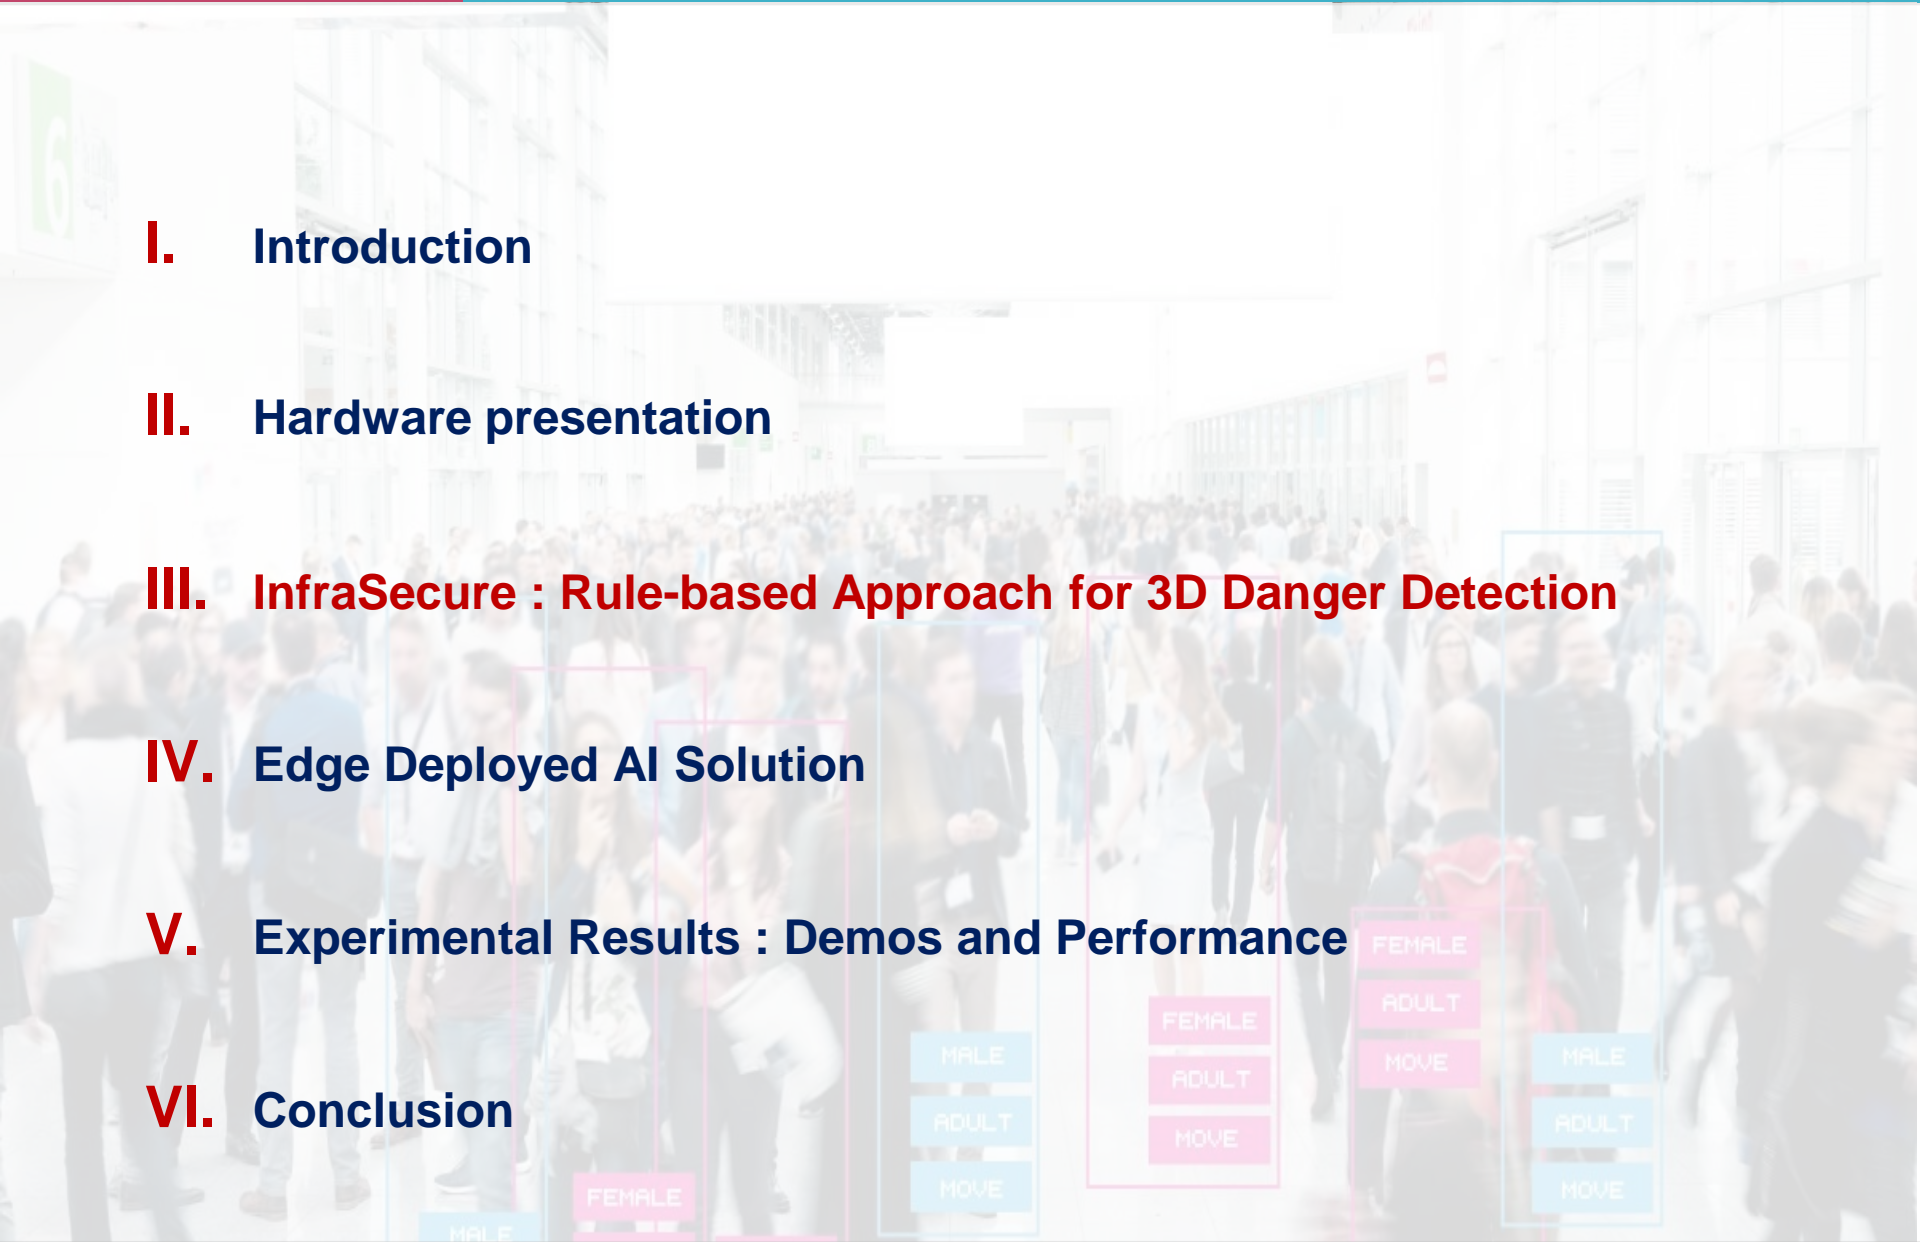 6
I. Introduction
II. Hardware presentation
III. InfraSecure : Rule-based Approach for 3D Danger Detection
IV. Edge Deployed AI Solution
V. Experimental Results : Demos and Performance
FEMALE
ADULT
MOVE
FEMALE
ADULT
MOVE
MALE
ADULT
MOVE
MALE
ADULT
MOVE
VI. Conclusion
FEMALE
MALE